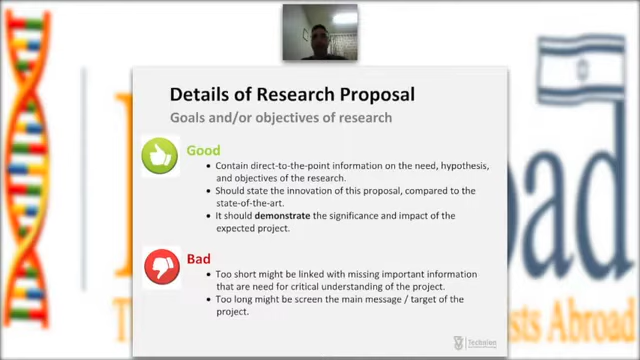 Details of Research Proposal
Goals and/or objectives of research
Good
• Contain direct-to-the-point information on the need, hypothesis,
and objectives of the research.
• Should state the innovation of this proposal, compared to the
state-of-the-art.
• It should demonstrate the significance and impact of the
expected project.
Bad
• Too short might be linked with missing important information
that are need for critical understanding of the project.
• Too long might be screen the main message / target of the
project.
Technion
ists Abroad